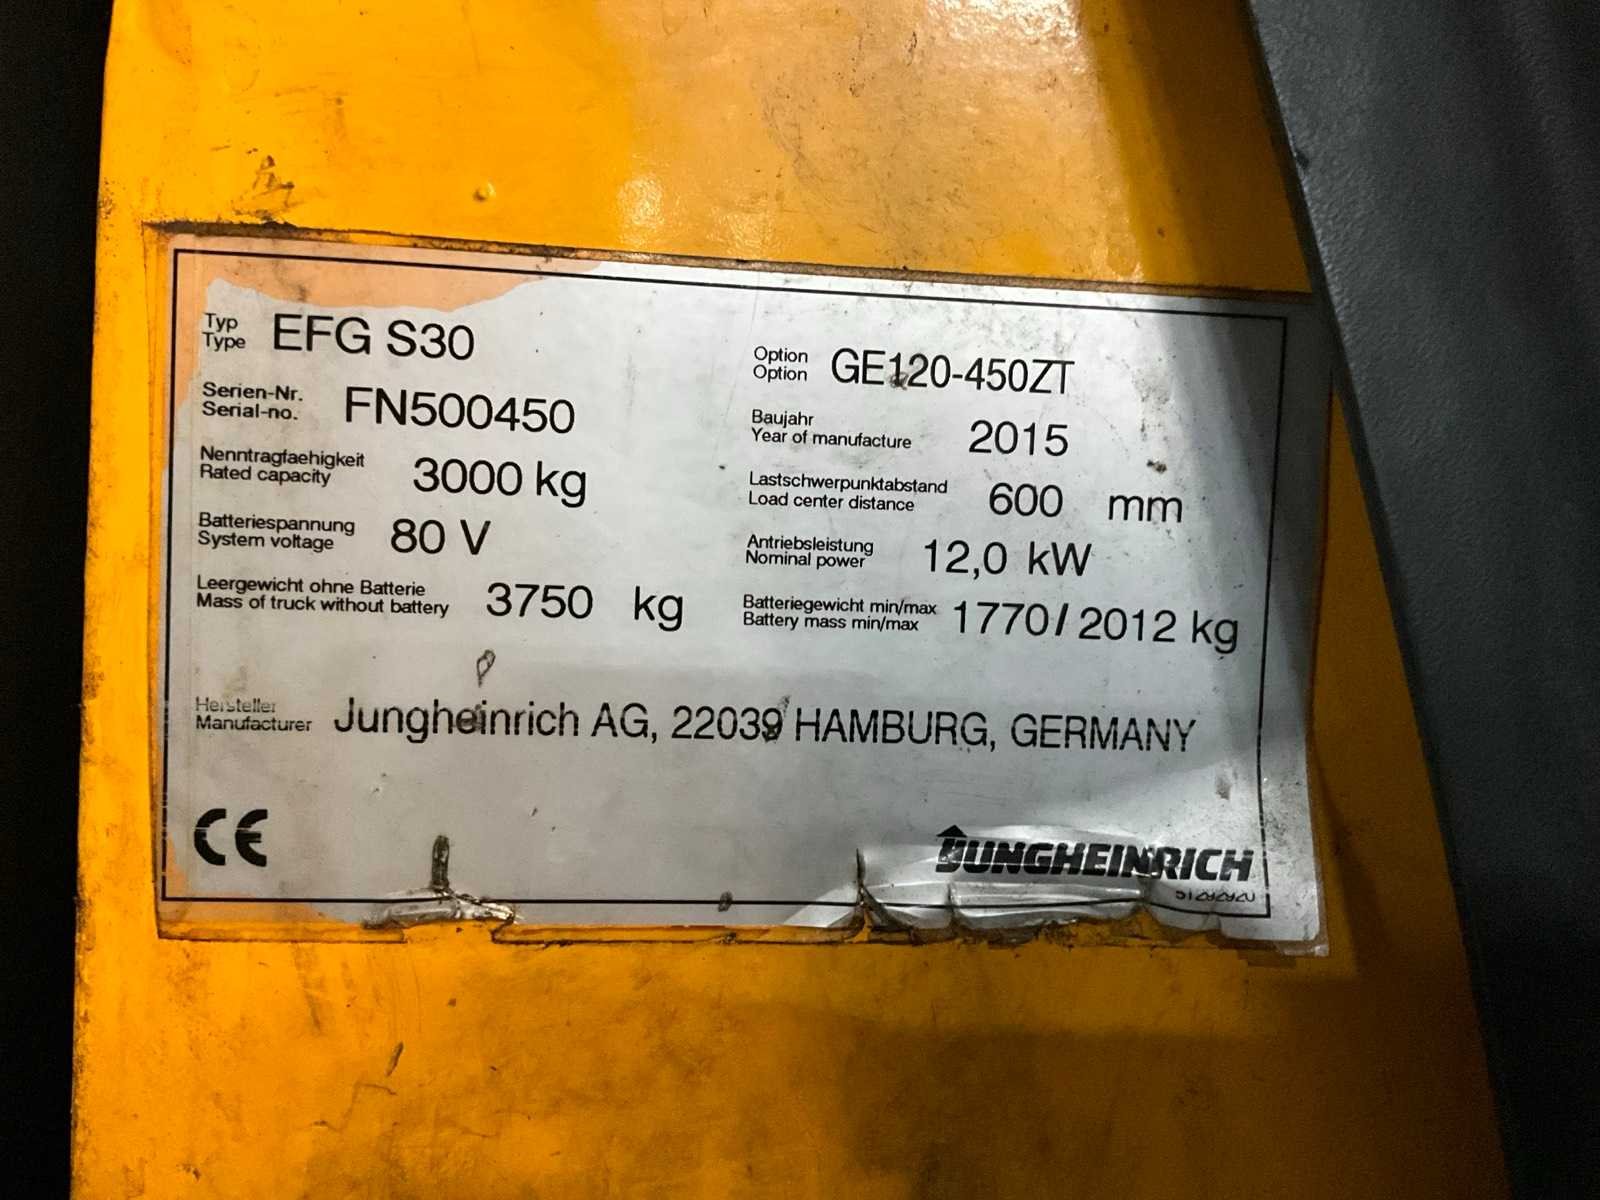 Typ EFG S30
Type
Option GE120-450ZT
Option
Serien-Nr. FN500450
Serial-no.
Baujahr 2015
Year of manufacture
Nenntragfaehigkeit 3000 kg
Rated capacity
Lastschwerpunktabstand 600 mm
Load center distance
Batteriespannung 80 V
System voltage
Antriebsleistung 12,0 kW
Nominal power
Leergewicht ohne Batterie 3750 kg
Mass of truck without battery
Batteriegewicht min/max 1770/2012 kg
Battery mass min/max
Hersteller Jungheinrich AG, 22039 HAMBURG, GERMANY
Manufacturer
CE
JUNGHEINRICH